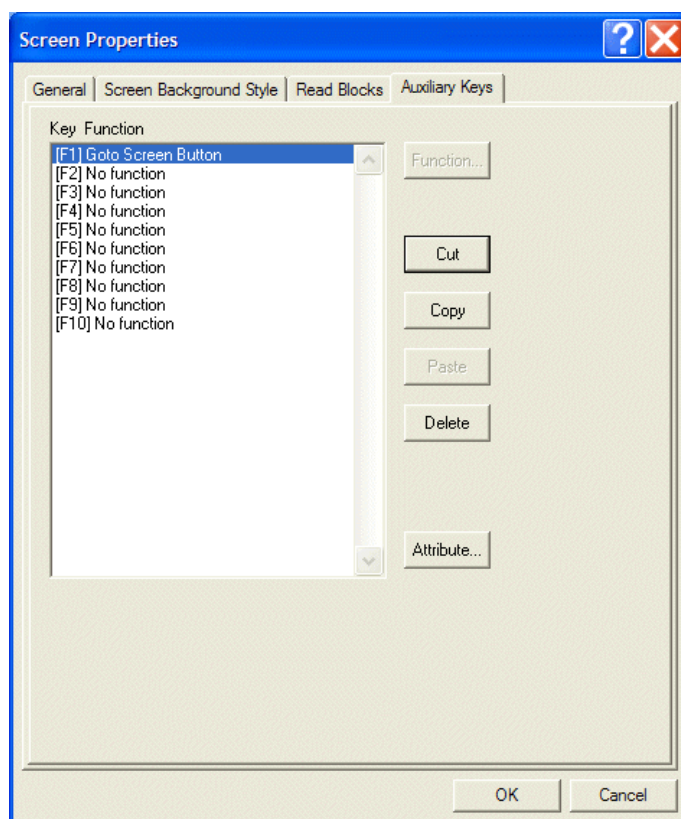 Screen Properties
General
Screen Background Style
Read Blocks
Auxiliary Keys
Key Function
[F1] Goto Screen Button
[F2] No function
[F3] No function
[F4] No function
[F5] No function
[F6] No function
[F7] No function
[F8] No function
[F9] No function
[F10] No function
Function...
Cut
Copy
Paste
Delete
Attribute...
OK
Cancel